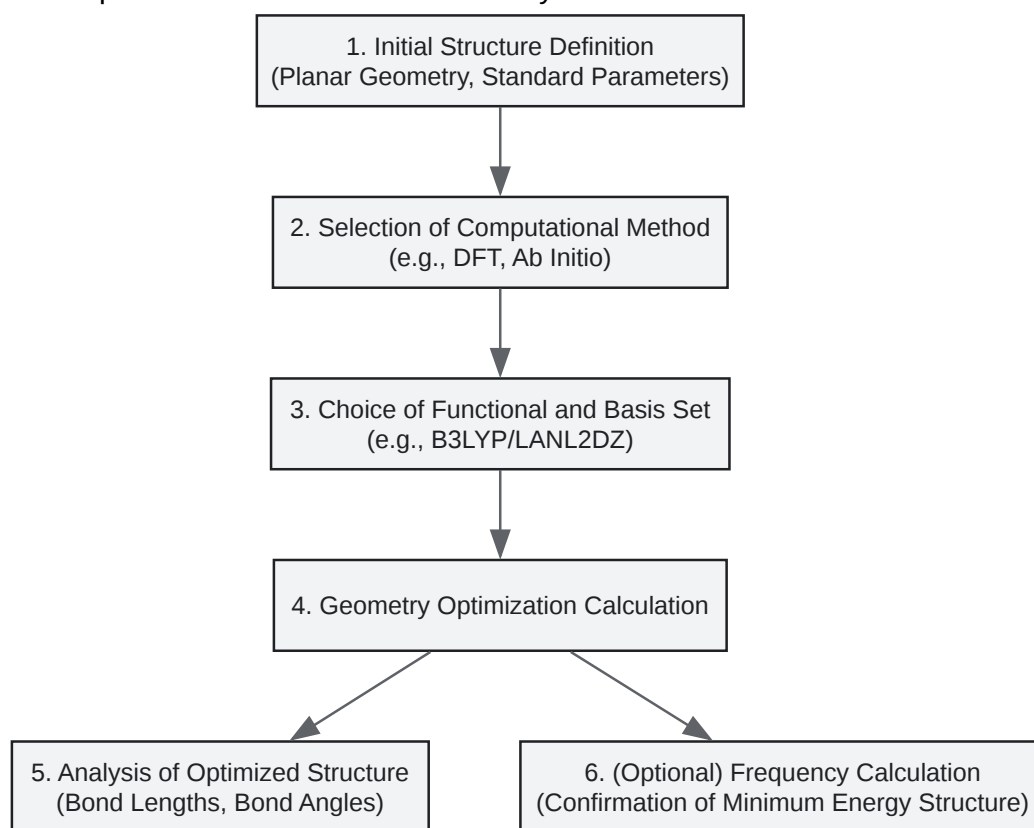 1. Initial Structure Definition
(Planar Geometry, Standard Parameters)
2. Selection of Computational Method
(e.g., DFT, Ab Initio)
3. Choice of Functional and Basis Set
(e.g., B3LYP/LANL2DZ)
4. Geometry Optimization Calculation
5. Analysis of Optimized Structure
(Bond Lengths, Bond Angles)
6. (Optional) Frequency Calculation
(Confirmation of Minimum Energy Structure)